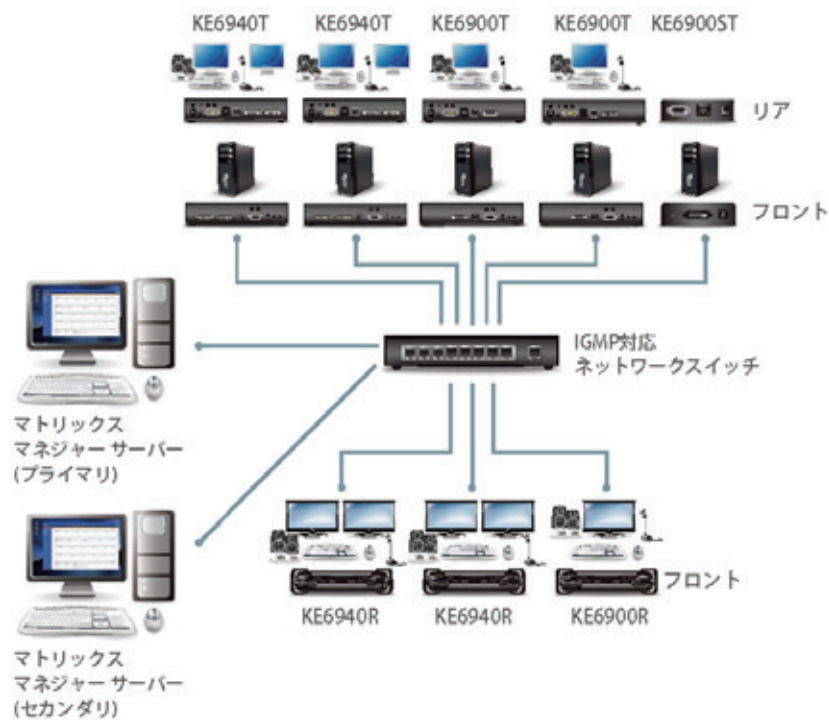 KE6940T KE6940T KE6900T KE6900T KE6900ST
リア
フロント
IGMP対応
ネットワークスイッチ
マトリックス
マネジャー サーバー
(プライマリ)
フロント
KE6940R KE6940R KE6900R
マトリックス
マネジャー サーバー
(セカンダリ)